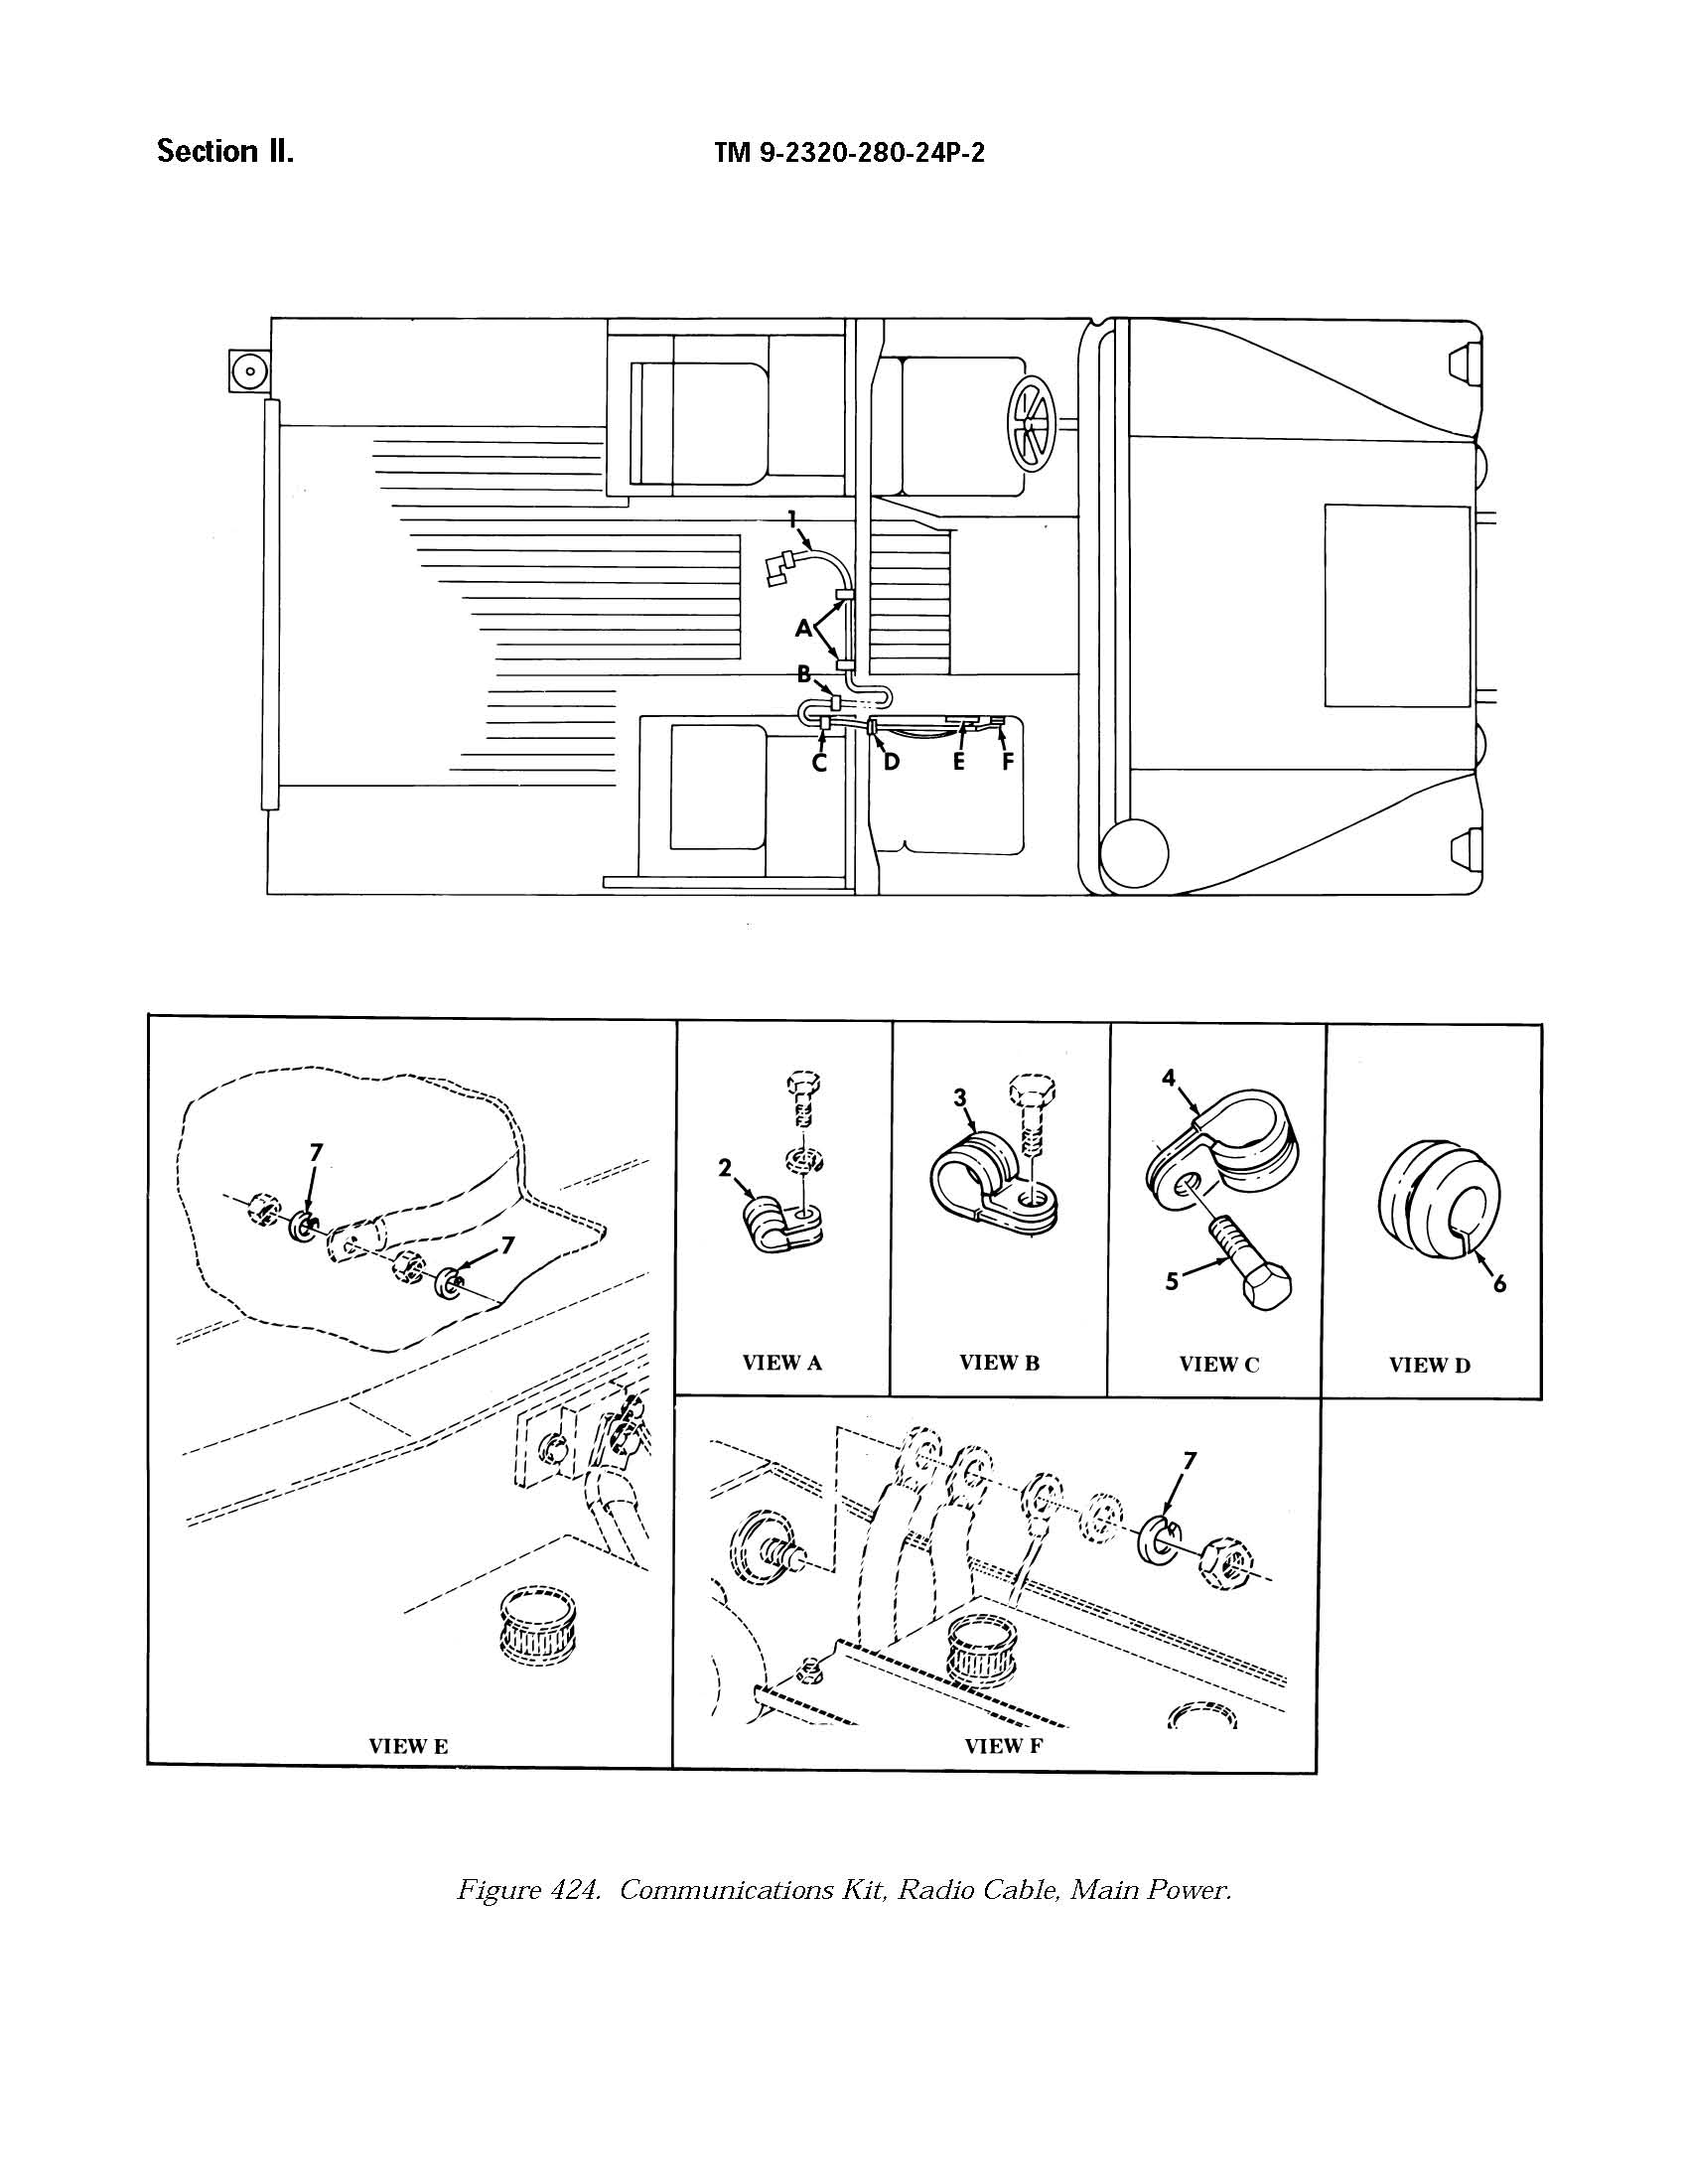 Section II.
TM 9-2320-280-24P-2
1
A
B
C
D
E
F
7
7
2
VIEW A
3
VIEW B
4
5
VIEW C
6
VIEW D
VIEW E
7
VIEW F
Figure 424. Communications Kit, Radio Cable, Main Power.